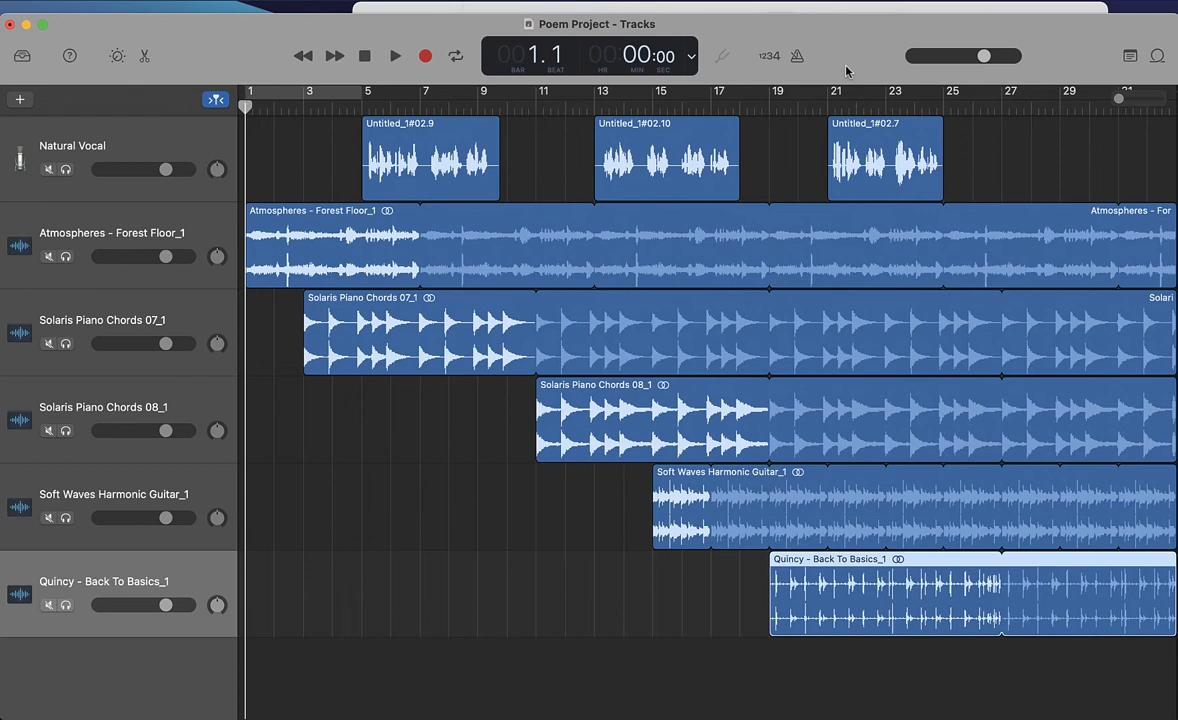 Poem Project - Tracks
001.1
00 00:00
BAR BEAT HR MIN SEC
1234
1 3 5 7 9 11 13 15 17 19 21 23 25 27 29 31
Natural Vocal
Untitled_1#02.9
Untitled_1#02.10
Untitled_1#02.7
Atmospheres - Forest Floor_1
Atmospheres - Forest Floor_1
Atmospheres - For
Solaris Piano Chords 07_1
Solaris Piano Chords 07_1
Solari
Solaris Piano Chords 08_1
Solaris Piano Chords 08_1
Soft Waves Harmonic Guitar_1
Soft Waves Harmonic Guitar_1
Quincy - Back To Basics_1
Quincy - Back To Basics_1